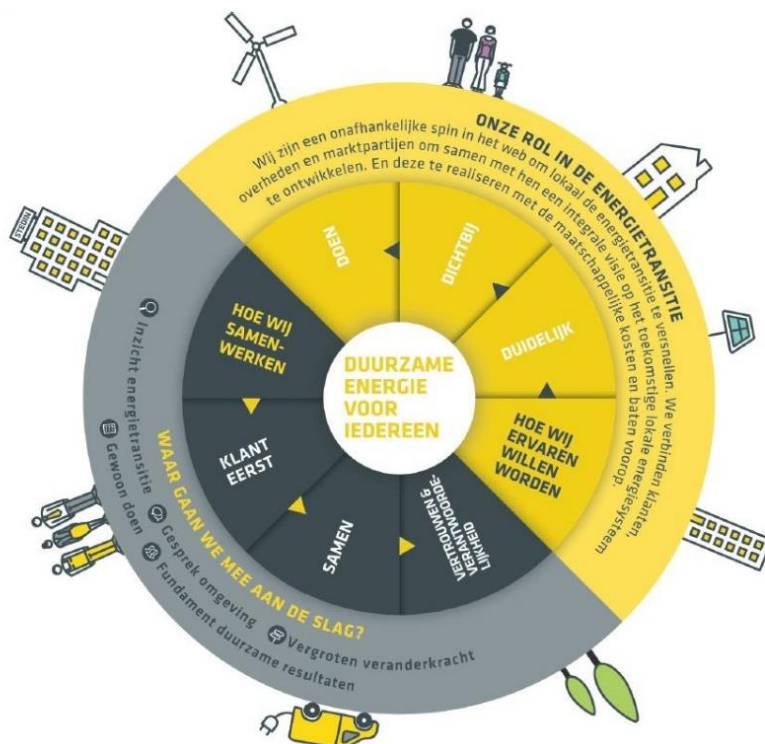 ONZE ROL IN DE ENERGIETRANSITIE
Wij zijn een onafhankelijke spin in het web om lokaal de energietransitie te versnellen. We verbinden klanten,
overheden en marktpartijen om samen met hen een integrale visie op het toekomstige lokale energiesysteem
te ontwikkelen. En deze te realiseren met de maatschappelijke kosten en baten voorop.
STEDIN
DOEN
DICHTBIJ
DUIDELIJK
HOE WIJ
ERVAREN
WILLEN
WORDEN
HOE WIJ
SAMEN-
WERKEN
KLANT
EERST
SAMEN
VERTROUWEN &
VERANTWOORDE-
LIJKHEID
DUURZAME
ENERGIE
VOOR
IEDEREEN
WAAR GAAN WE MEE AAN DE SLAG?
Inzicht energietransitie
Gewoon doen
Gesprek omgeving
Fundament duurzame resultaten
Vergroten veranderkracht